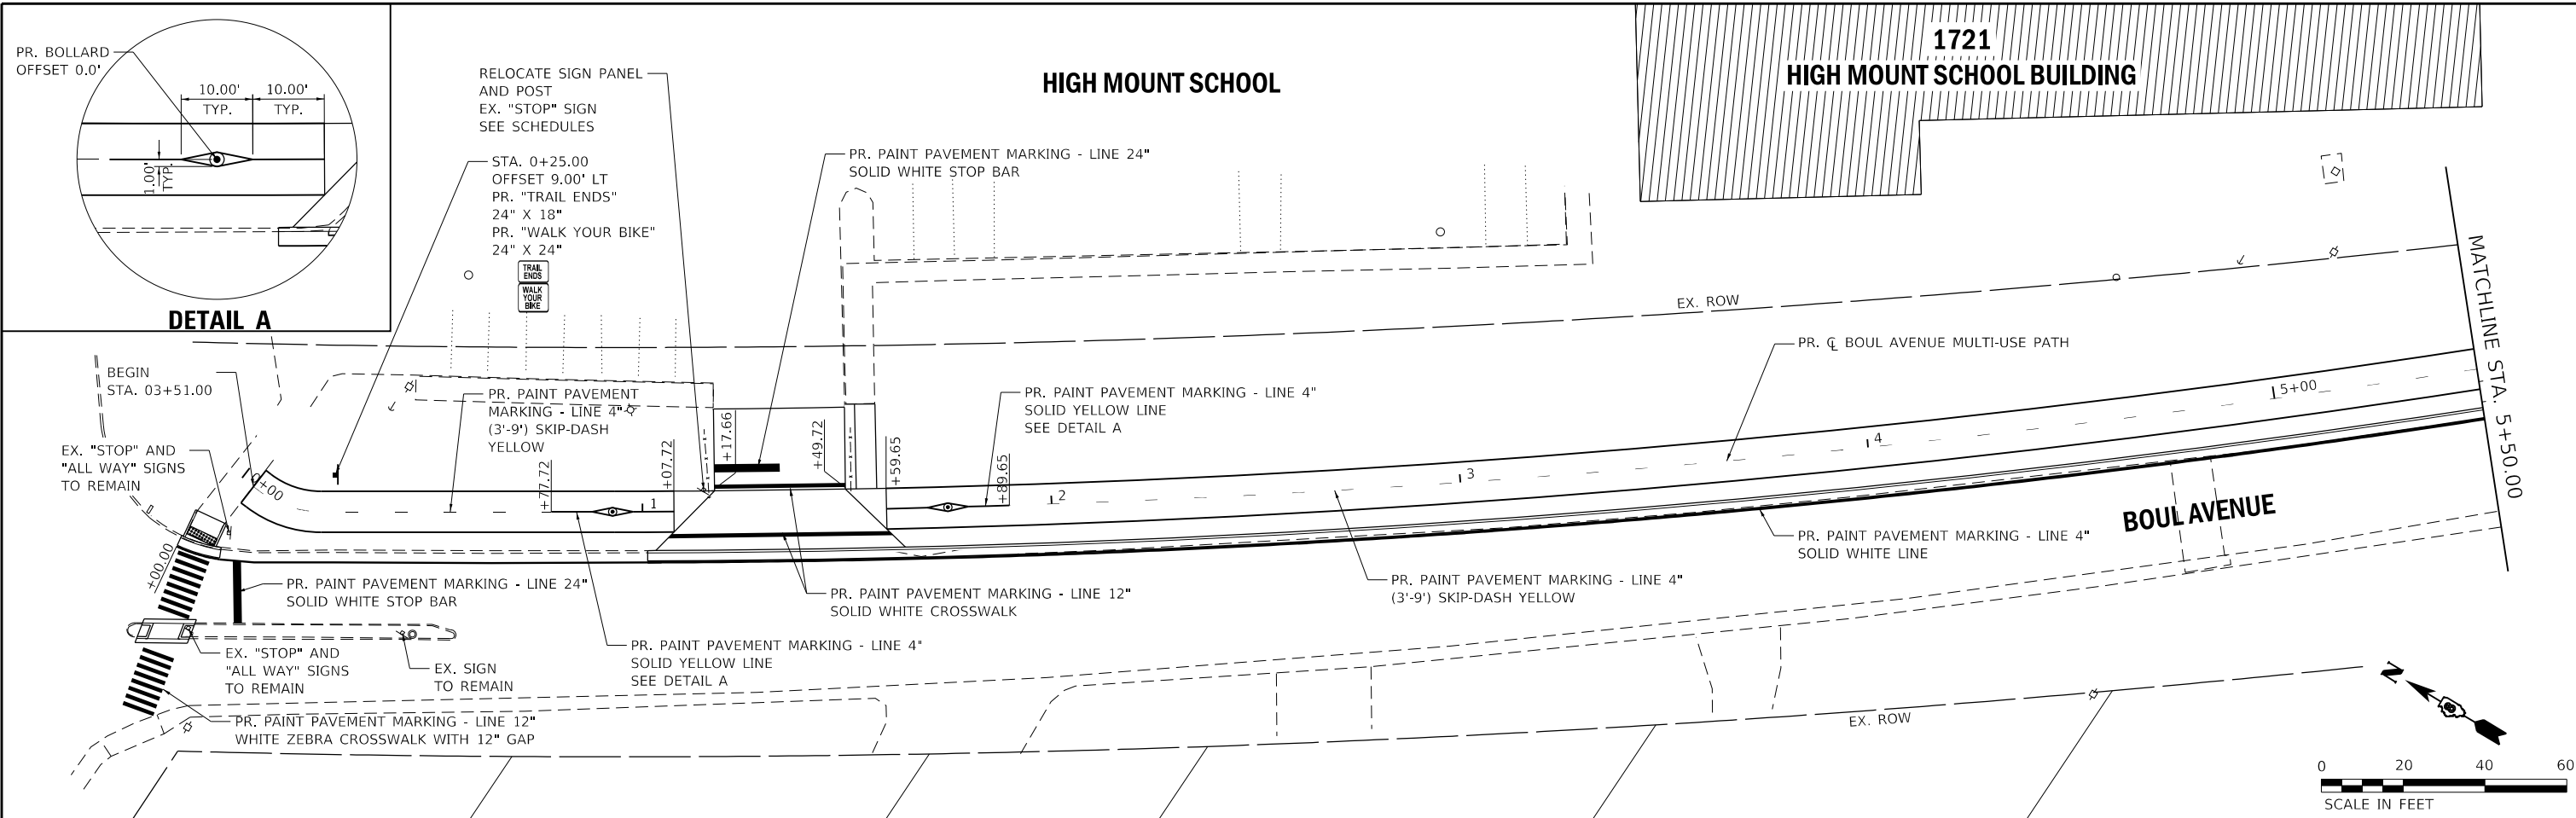 PR. BOLLARD
OFFSET 0.0'
10.00'
TYP.
10.00'
TYP.
1.00'
TYP.
DETAIL A
RELOCATE SIGN PANEL
AND POST
EX. "STOP" SIGN
SEE SCHEDULES
STA. 0+25.00
OFFSET 9.00' LT
PR. "TRAIL ENDS"
24" X 18"
PR. "WALK YOUR BIKE"
24" X 24"
TRAIL
ENDS
WALK
YOUR
BIKE
HIGH MOUNT SCHOOL
1721
HIGH MOUNT SCHOOL BUILDING
PR. PAINT PAVEMENT MARKING - LINE 24"
SOLID WHITE STOP BAR
EX. ROW
MATCHLINE STA. 5+50.00
PR. ℄ BOUL AVENUE MULTI-USE PATH
BEGIN
STA. 03+51.00
PR. PAINT PAVEMENT
MARKING - LINE 4"
(3'-9') SKIP-DASH
YELLOW
PR. PAINT PAVEMENT MARKING - LINE 4"
SOLID YELLOW LINE
SEE DETAIL A
EX. "STOP" AND
"ALL WAY" SIGNS
TO REMAIN
0+00
+77.72
+07.72
+17.66
+49.72
+59.65
+89.65
1
2
3
4
5+00
+00.00
BOUL AVENUE
PR. PAINT PAVEMENT MARKING - LINE 4"
SOLID WHITE LINE
PR. PAINT PAVEMENT MARKING - LINE 4"
(3'-9') SKIP-DASH YELLOW
PR. PAINT PAVEMENT MARKING - LINE 24"
SOLID WHITE STOP BAR
PR. PAINT PAVEMENT MARKING - LINE 12"
SOLID WHITE CROSSWALK
PR. PAINT PAVEMENT MARKING - LINE 4"
SOLID YELLOW LINE
SEE DETAIL A
EX. "STOP" AND
"ALL WAY" SIGNS
TO REMAIN
EX. SIGN
TO REMAIN
PR. PAINT PAVEMENT MARKING - LINE 12"
WHITE ZEBRA CROSSWALK WITH 12" GAP
EX. ROW
N
0 20 40 60
SCALE IN FEET